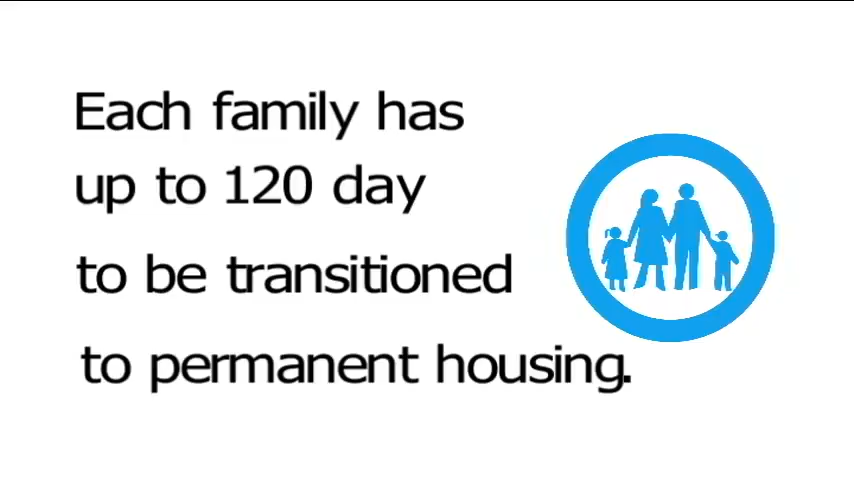 Each family has
up to 120 day
to be transitioned
to permanent housing.